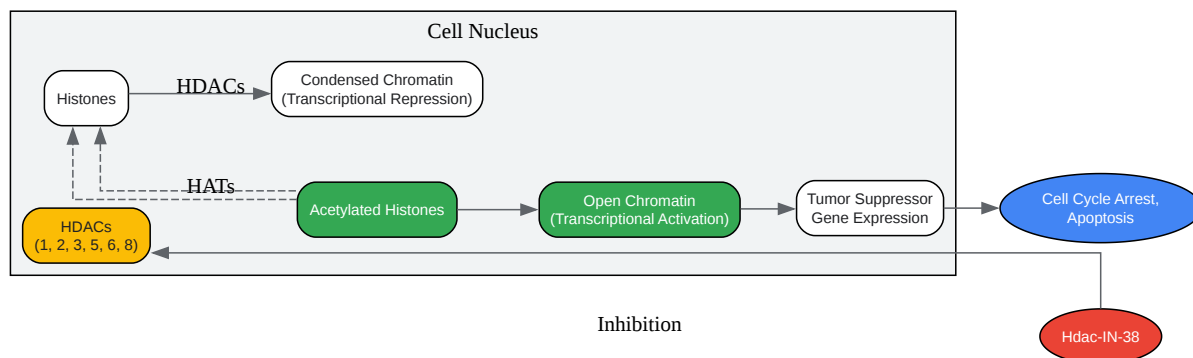 Cell Nucleus
Histones
HDACs
Condensed Chromatin
(Transcriptional Repression)
HATs
Acetylated Histones
Open Chromatin
(Transcriptional Activation)
Tumor Suppressor
Gene Expression
Cell Cycle Arrest,
Apoptosis
HDACs
(1, 2, 3, 5, 6, 8)
Inhibition
Hdac-IN-38